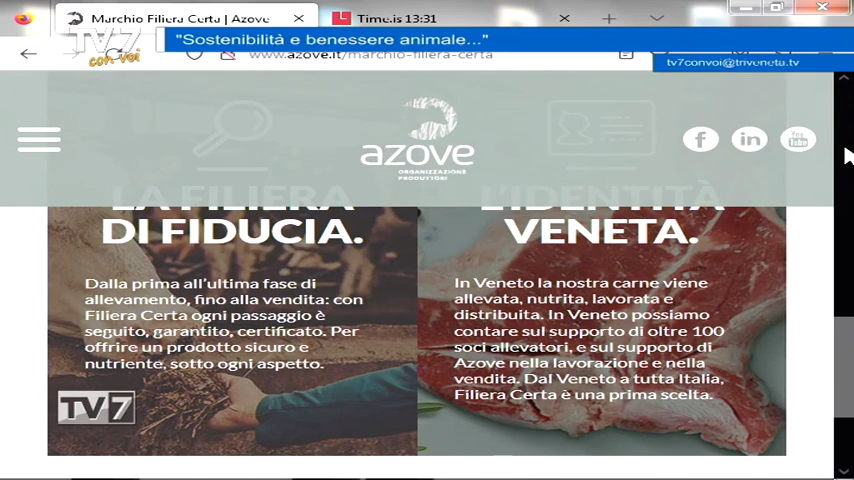 Marchio Filiera Certa | Azove
Time.is 13:31
TV7
con voi
"Sostenibilità e benessere animale..."
www.azove.it/marchio-filiera-certa
tv7convoi@triveneta.tv
azove
ORGANIZZAZIONE
PRODUTTORI
f
in
You
Tube
LA FILIERA
DI FIDUCIA.
Dalla prima all'ultima fase di
allevamento, fino alla vendita: con
Filiera Certa ogni passaggio è
seguito, garantito, certificato. Per
offrire un prodotto sicuro e
nutriente, sotto ogni aspetto.
TV7
L'IDENTITÀ
VENETA.
In Veneto la nostra carne viene
allevata, nutrita, lavorata e
distribuita. In Veneto possiamo
contare sul supporto di oltre 100
soci allevatori, e sul supporto di
Azove nella lavorazione e nella
vendita. Dal Veneto a tutta Italia,
Filiera Certa è una prima scelta.